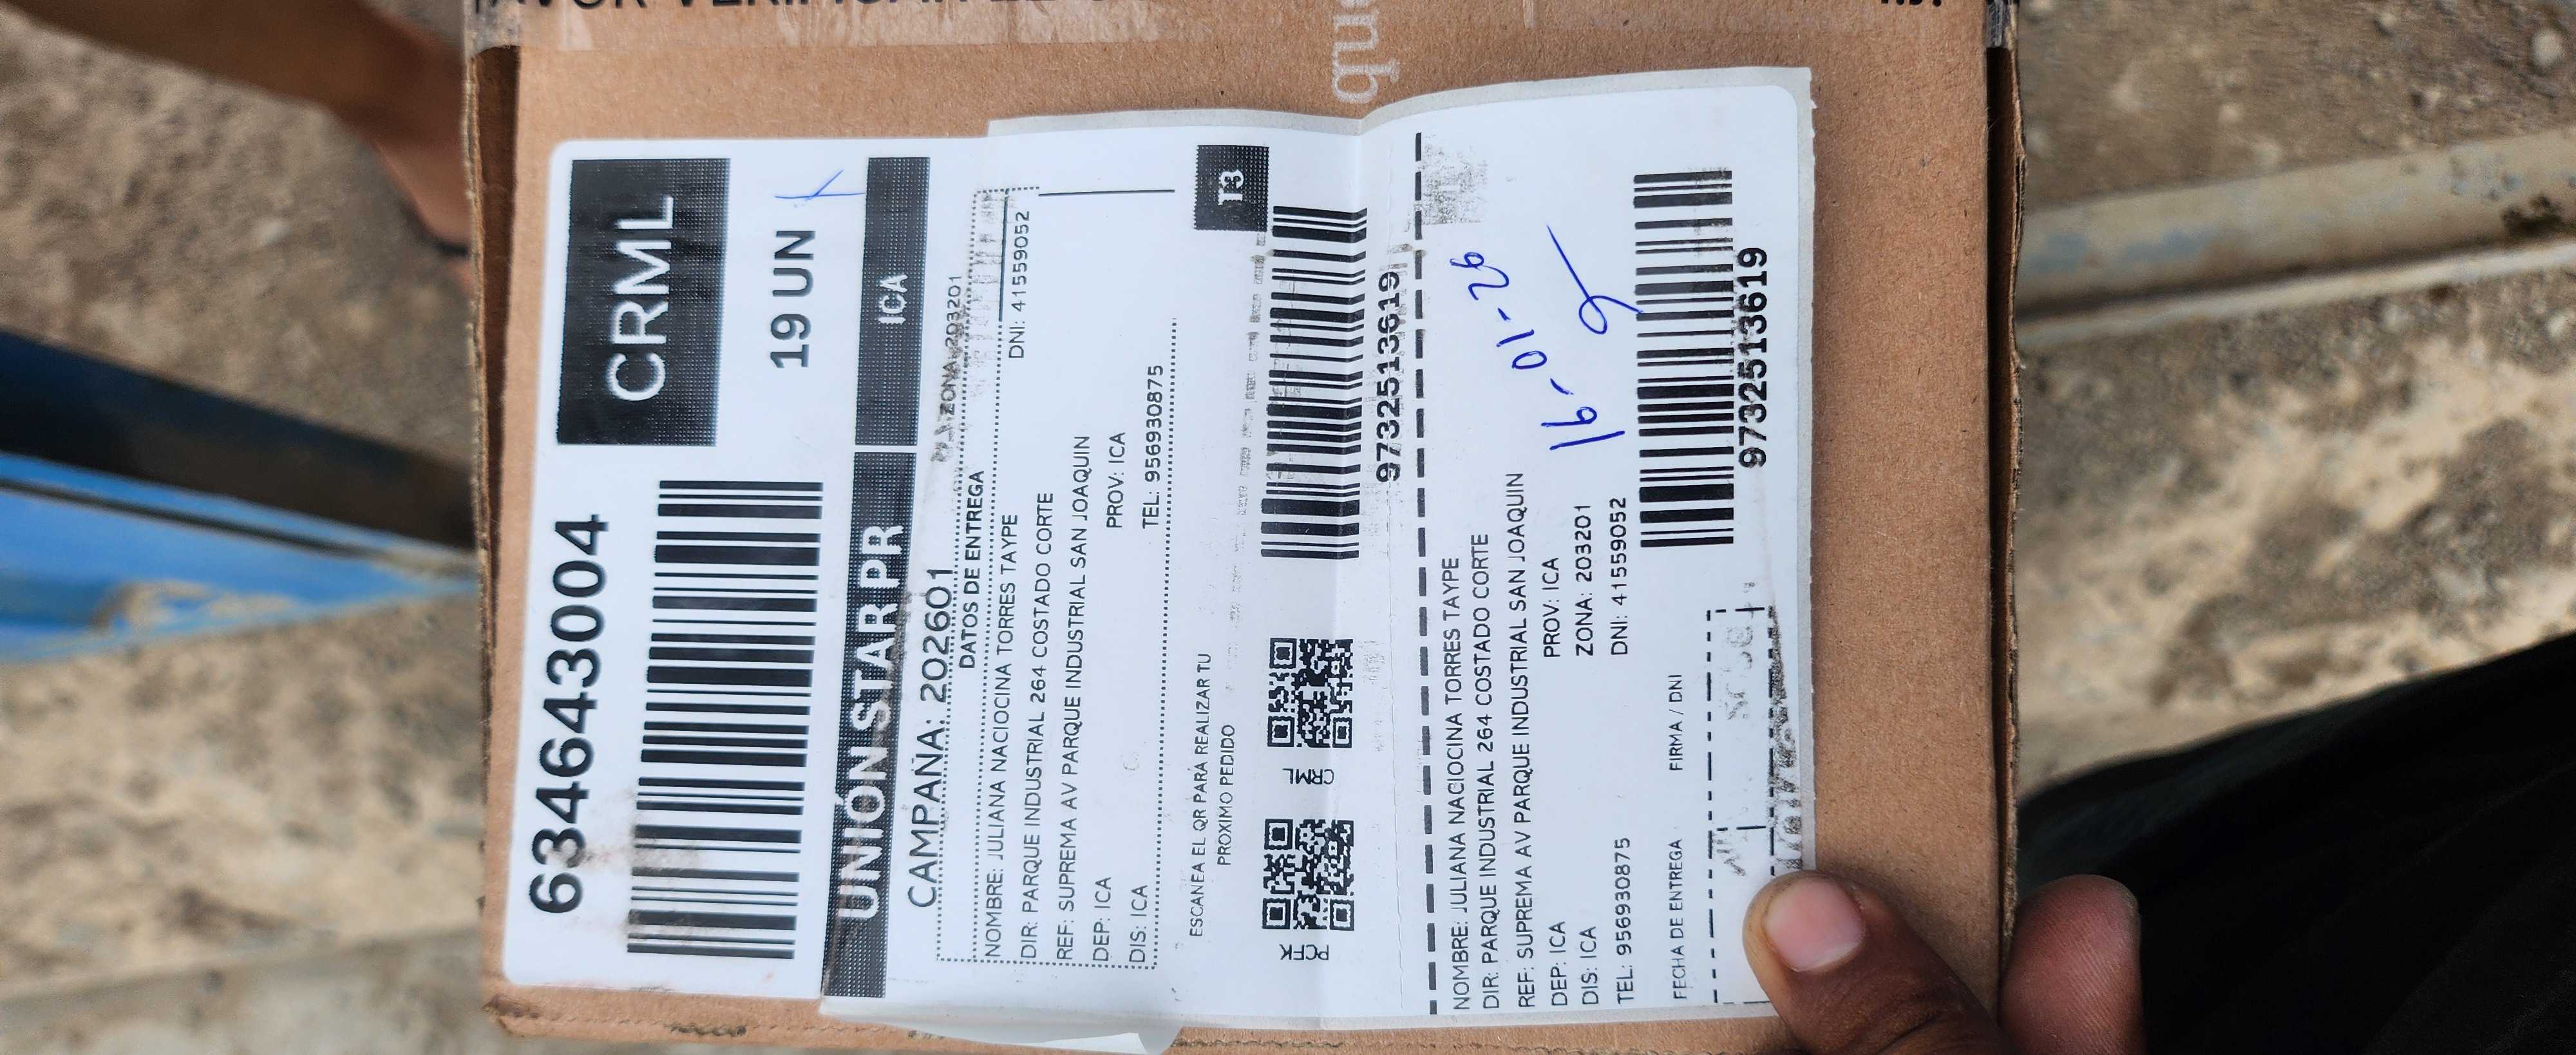 634643004
CRML
19 UN
UNIÓN STAR PR
ICA
CAMPAÑA: 202601
ZONA: 203201
DATOS DE ENTREGA
NOMBRE: JULIANA NACIOCINA TORRES TAYPE
DNI: 41559052
DIR: PARQUE INDUSTRIAL 264 COSTADO CORTE
REF: SUPREMA AV PARQUE INDUSTRIAL SAN JOAQUIN
DEP: ICA PROV: ICA
DIS: ICA TEL: 956930875
ESCANEA EL QR PARA REALIZAR TU
PROXIMO PEDIDO
T3
PCFK
CRML
9732513619
NOMBRE: JULIANA NACIOCINA TORRES TAYPE
DIR: PARQUE INDUSTRIAL 264 COSTADO CORTE
REF: SUPREMA AV PARQUE INDUSTRIAL SAN JOAQUIN
DEP: ICA PROV: ICA
DIS: ICA ZONA: 203201
TEL: 956930875 DNI: 41559052
16-01-26
FECHA DE ENTREGA FIRMA / DNI
9732513619